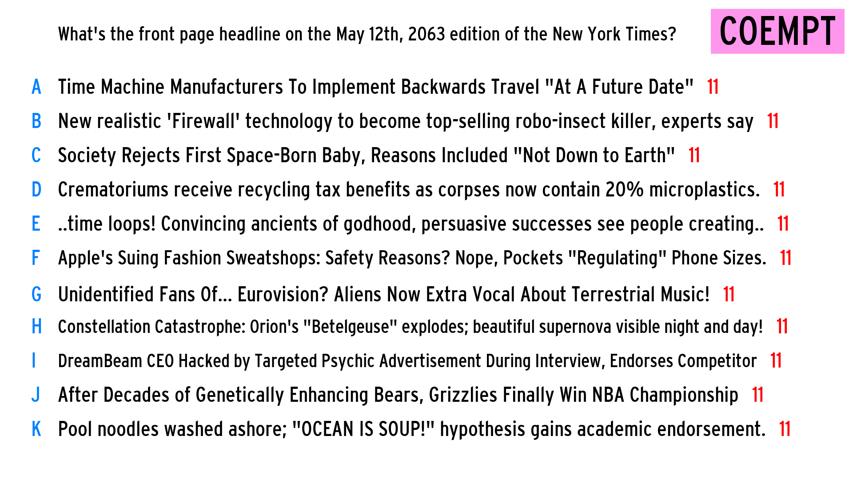 What's the front page headline on the May 12th, 2063 edition of the New York Times?
COEMPT
A Time Machine Manufacturers To Implement Backwards Travel "At A Future Date" 11
B New realistic 'Firewall' technology to become top-selling robo-insect killer, experts say 11
C Society Rejects First Space-Born Baby, Reasons Included "Not Down to Earth" 11
D Crematoriums receive recycling tax benefits as corpses now contain 20% microplastics. 11
E ..time loops! Convincing ancients of godhood, persuasive successes see people creating.. 11
F Apple's Suing Fashion Sweatshops: Safety Reasons? Nope, Pockets "Regulating" Phone Sizes. 11
G Unidentified Fans Of... Eurovision? Aliens Now Extra Vocal About Terrestrial Music! 11
H Constellation Catastrophe: Orion's "Betelgeuse" explodes; beautiful supernova visible night and day! 11
I DreamBeam CEO Hacked by Targeted Psychic Advertisement During Interview, Endorses Competitor 11
J After Decades of Genetically Enhancing Bears, Grizzlies Finally Win NBA Championship 11
K Pool noodles washed ashore; "OCEAN IS SOUP!" hypothesis gains academic endorsement. 11